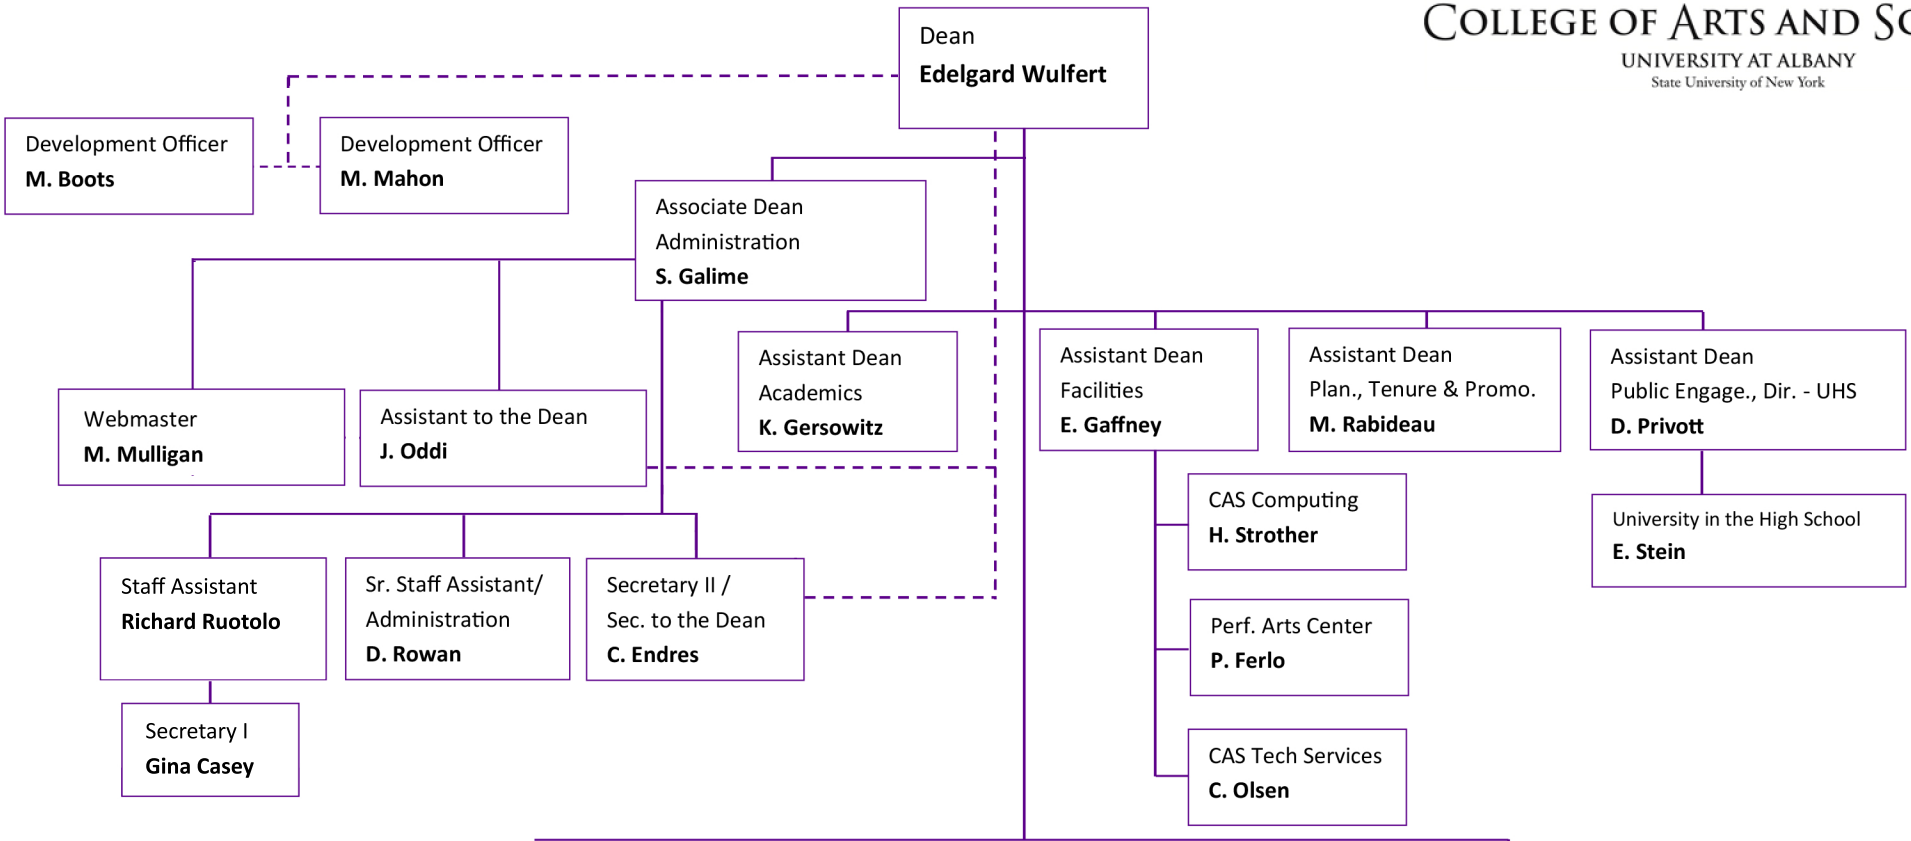 COLLEGE OF ARTS AND
UNIVERSITY AT ALBANY
State University of New York
Dean
Edelgard Wulfert
Development Officer
M. Boots
Development Officer
M. Mahon
Associate Dean
Administration
S. Galime
Assistant Dean
Academics
K. Gersowitz
Assistant Dean
Facilities
E. Gaffney
Assistant Dean
Plan., Tenure & Promo.
M. Rabideau
Assistant Dean
Public Engage., Dir. - UHS
D. Privott
Webmaster
M. Mulligan
Assistant to the Dean
J. Oddi
CAS Computing
H. Strother
University in the High School
E. Stein
Staff Assistant
Richard Ruotolo
Sr. Staff Assistant/
Administration
D. Rowan
Secretary II /
Sec. to the Dean
C. Endres
Perf. Arts Center
P. Ferlo
Secretary I
Gina Casey
CAS Tech Services
C. Olsen